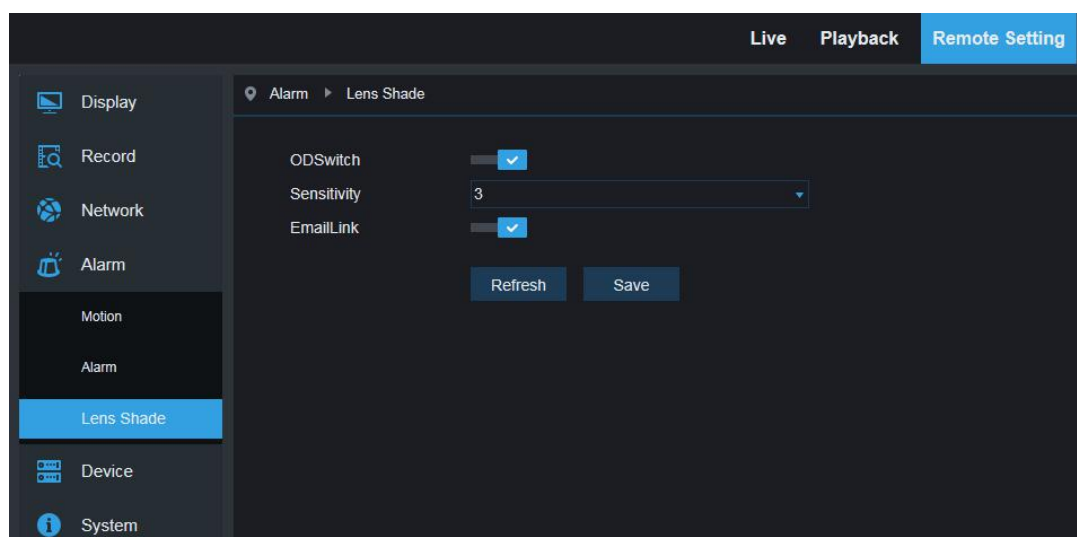 Live Playback Remote Setting
Display
Record
Network
Alarm
Motion
Alarm
Lens Shade
Device
System
Alarm Lens Shade
ODSwitch
Sensitivity 3
EmailLink
Refresh Save